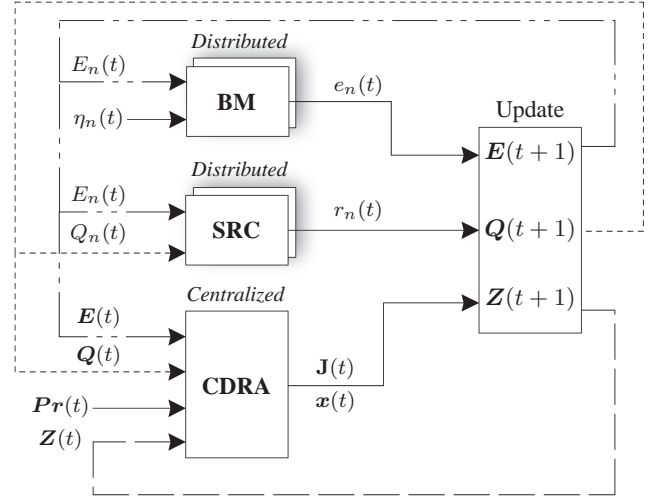 Distributed
E_n(t)
BM
e_n(t)
η_n(t)
Update
E(t + 1)
Distributed
E_n(t)
Q_n(t)
SRC
r_n(t)
Q(t + 1)
Z(t + 1)
Centralized
E(t)
Q(t)
CDRA
J(t)
x(t)
Pr(t)
Z(t)